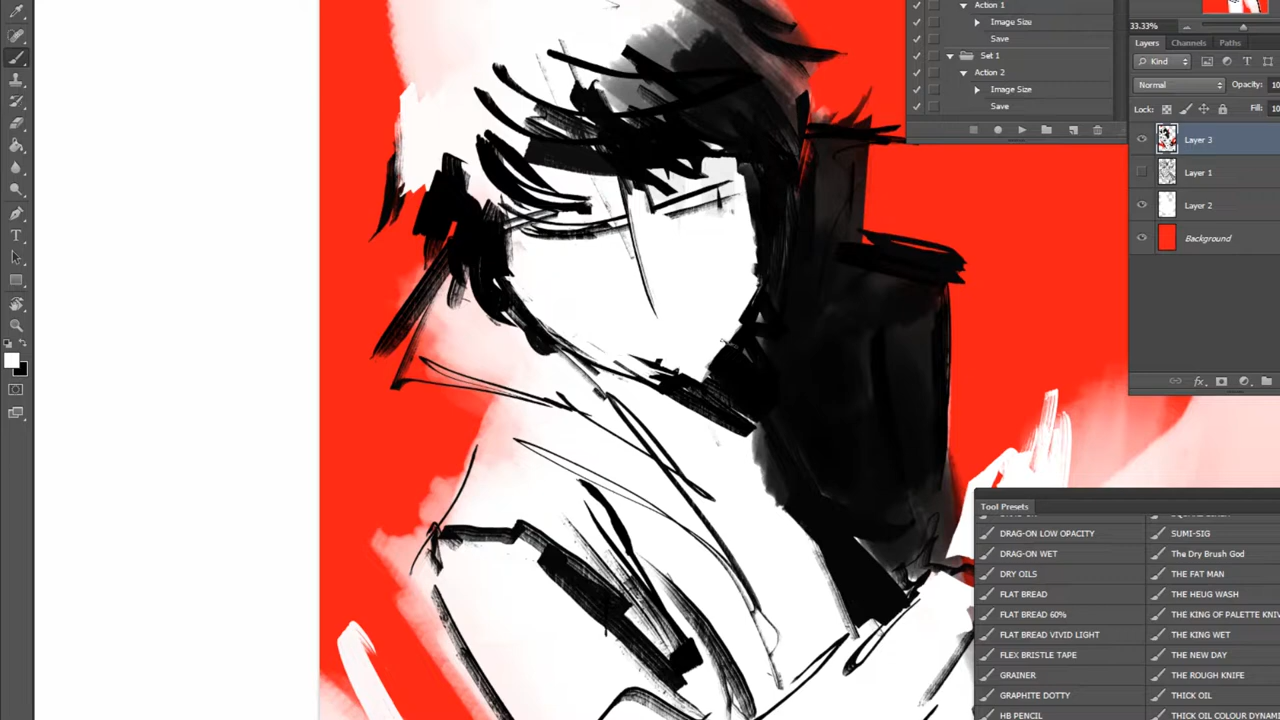 Action 1
Image Size
Save
Set 1
Action 2
Image Size
Save
33.33%
Layers Channels Paths
Kind
Normal Opacity: 10
Lock: Fill: 10
Layer 3
Layer 1
Layer 2
Background
fx
Tool Presets
DRAG-ON LOW OPACITY SUMI-SIG
DRAG-ON WET The Dry Brush God
DRY OILS THE FAT MAN
FLAT BREAD THE HEUG WASH
FLAT BREAD 60% THE KING OF PALETTE KNIV
FLAT BREAD VIVID LIGHT THE KING WET
FLEX BRISTLE TAPE THE NEW DAY
GRAINER THE ROUGH KNIFE
GRAPHITE DOTTY THICK OIL
HB PENCIL THICK OIL COLOUR DYNAMI